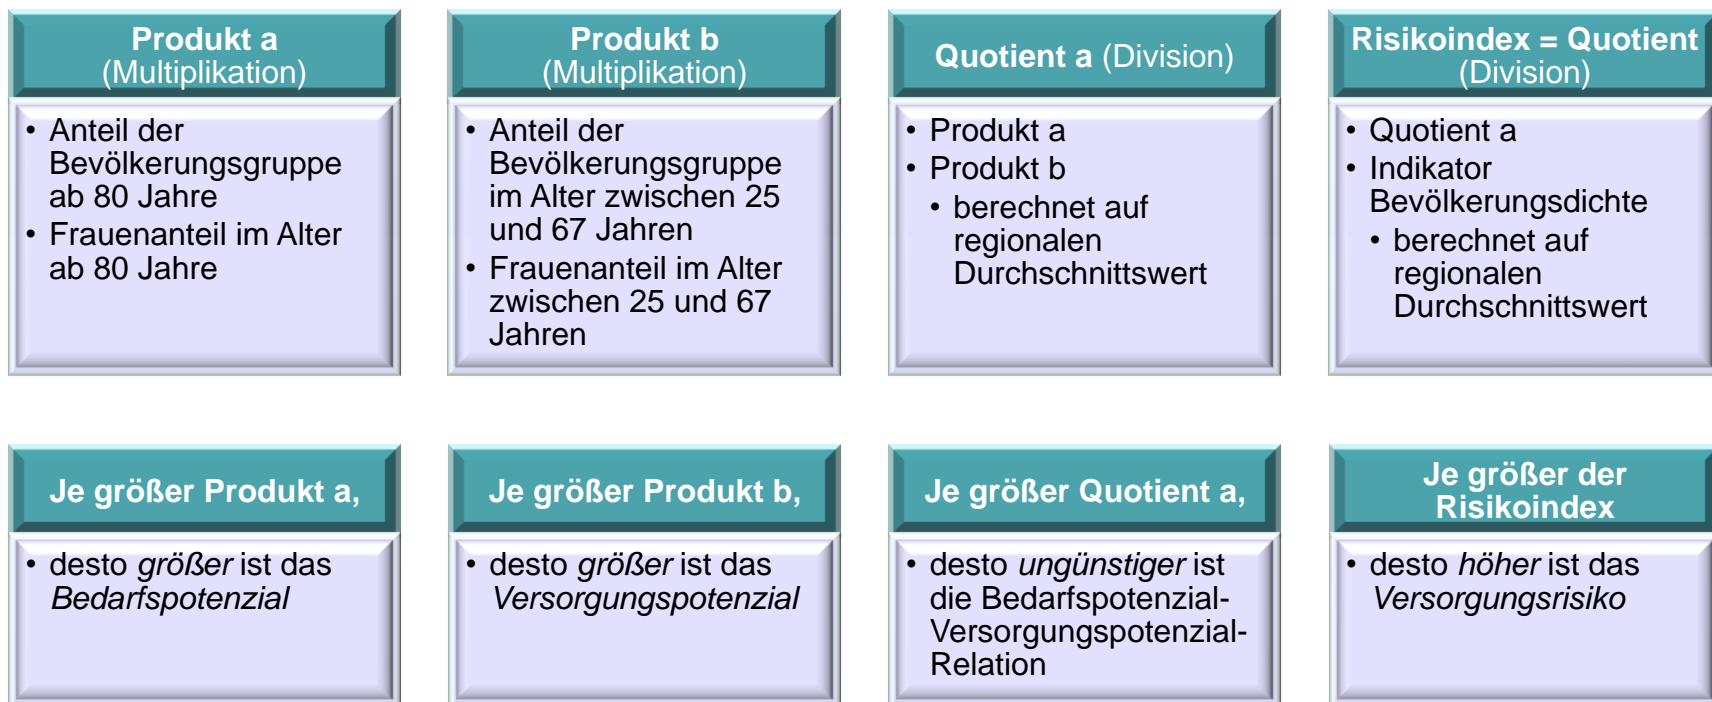 Produkt a
(Multiplikation)
• Anteil der
Bevölkerungsgruppe
ab 80 Jahre
• Frauenanteil im Alter
ab 80 Jahre
Produkt b
(Multiplikation)
• Anteil der
Bevölkerungsgruppe
im Alter zwischen 25
und 67 Jahren
• Frauenanteil im Alter
zwischen 25 und 67
Jahren
Quotient a (Division)
• Produkt a
• Produkt b
• berechnet auf
regionalen
Durchschnittswert
Risikoindex = Quotient
(Division)
• Quotient a
• Indikator
Bevölkerungsdichte
• berechnet auf
regionalen
Durchschnittswert
Je größer Produkt a,
• desto größer ist das
Bedarfspotenzial
Je größer Produkt b,
• desto größer ist das
Versorgungspotenzial
Je größer Quotient a,
• desto ungünstiger ist
die Bedarfspotenzial-
Versorgungspotenzial-
Relation
Je größer der
Risikoindex
• desto höher ist das
Versorgungsrisiko